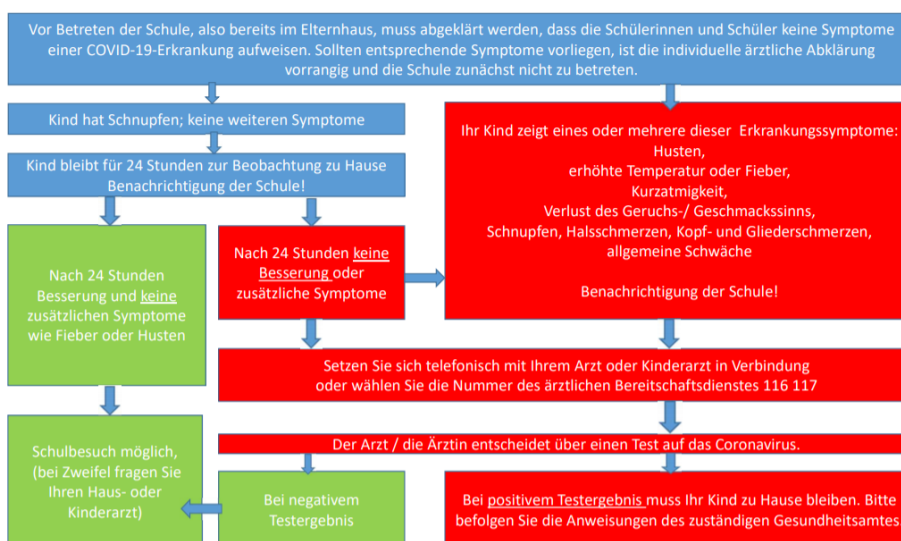 Vor Betreten der Schule, also bereits im Elternhaus, muss abgeklärt werden, dass die Schülerinnen und Schüler keine Symptome
einer COVID-19-Erkrankung aufweisen. Sollten entsprechende Symptome vorliegen, ist die individuelle ärztliche Abklärung
vorrangig und die Schule zunächst nicht zu betreten.
Kind hat Schnupfen; keine weiteren Symptome
Kind bleibt für 24 Stunden zur Beobachtung zu Hause
Benachrichtigung der Schule!
Ihr Kind zeigt eines oder mehrere dieser Erkrankungssymptome:
Husten,
erhöhte Temperatur oder Fieber,
Kurzatmigkeit,
Verlust des Geruchs-/ Geschmackssinns,
Schnupfen, Halsschmerzen, Kopf- und Gliederschmerzen,
allgemeine Schwäche
Benachrichtigung der Schule!
Nach 24 Stunden
Besserung und keine
zusätzlichen Symptome
wie Fieber oder Husten
Nach 24 Stunden keine
Besserung oder
zusätzliche Symptome
Setzen Sie sich telefonisch mit Ihrem Arzt oder Kinderarzt in Verbindung
oder wählen Sie die Nummer des ärztlichen Bereitschaftsdienstes 116 117
Der Arzt / die Ärztin entscheidet über einen Test auf das Coronavirus.
Schulbesuch möglich,
(bei Zweifel fragen Sie
Ihren Haus- oder
Kinderarzt)
Bei negativem
Testergebnis
Bei positivem Testergebnis muss Ihr Kind zu Hause bleiben. Bitte
befolgen Sie die Anweisungen des zuständigen Gesundheitsamtes.